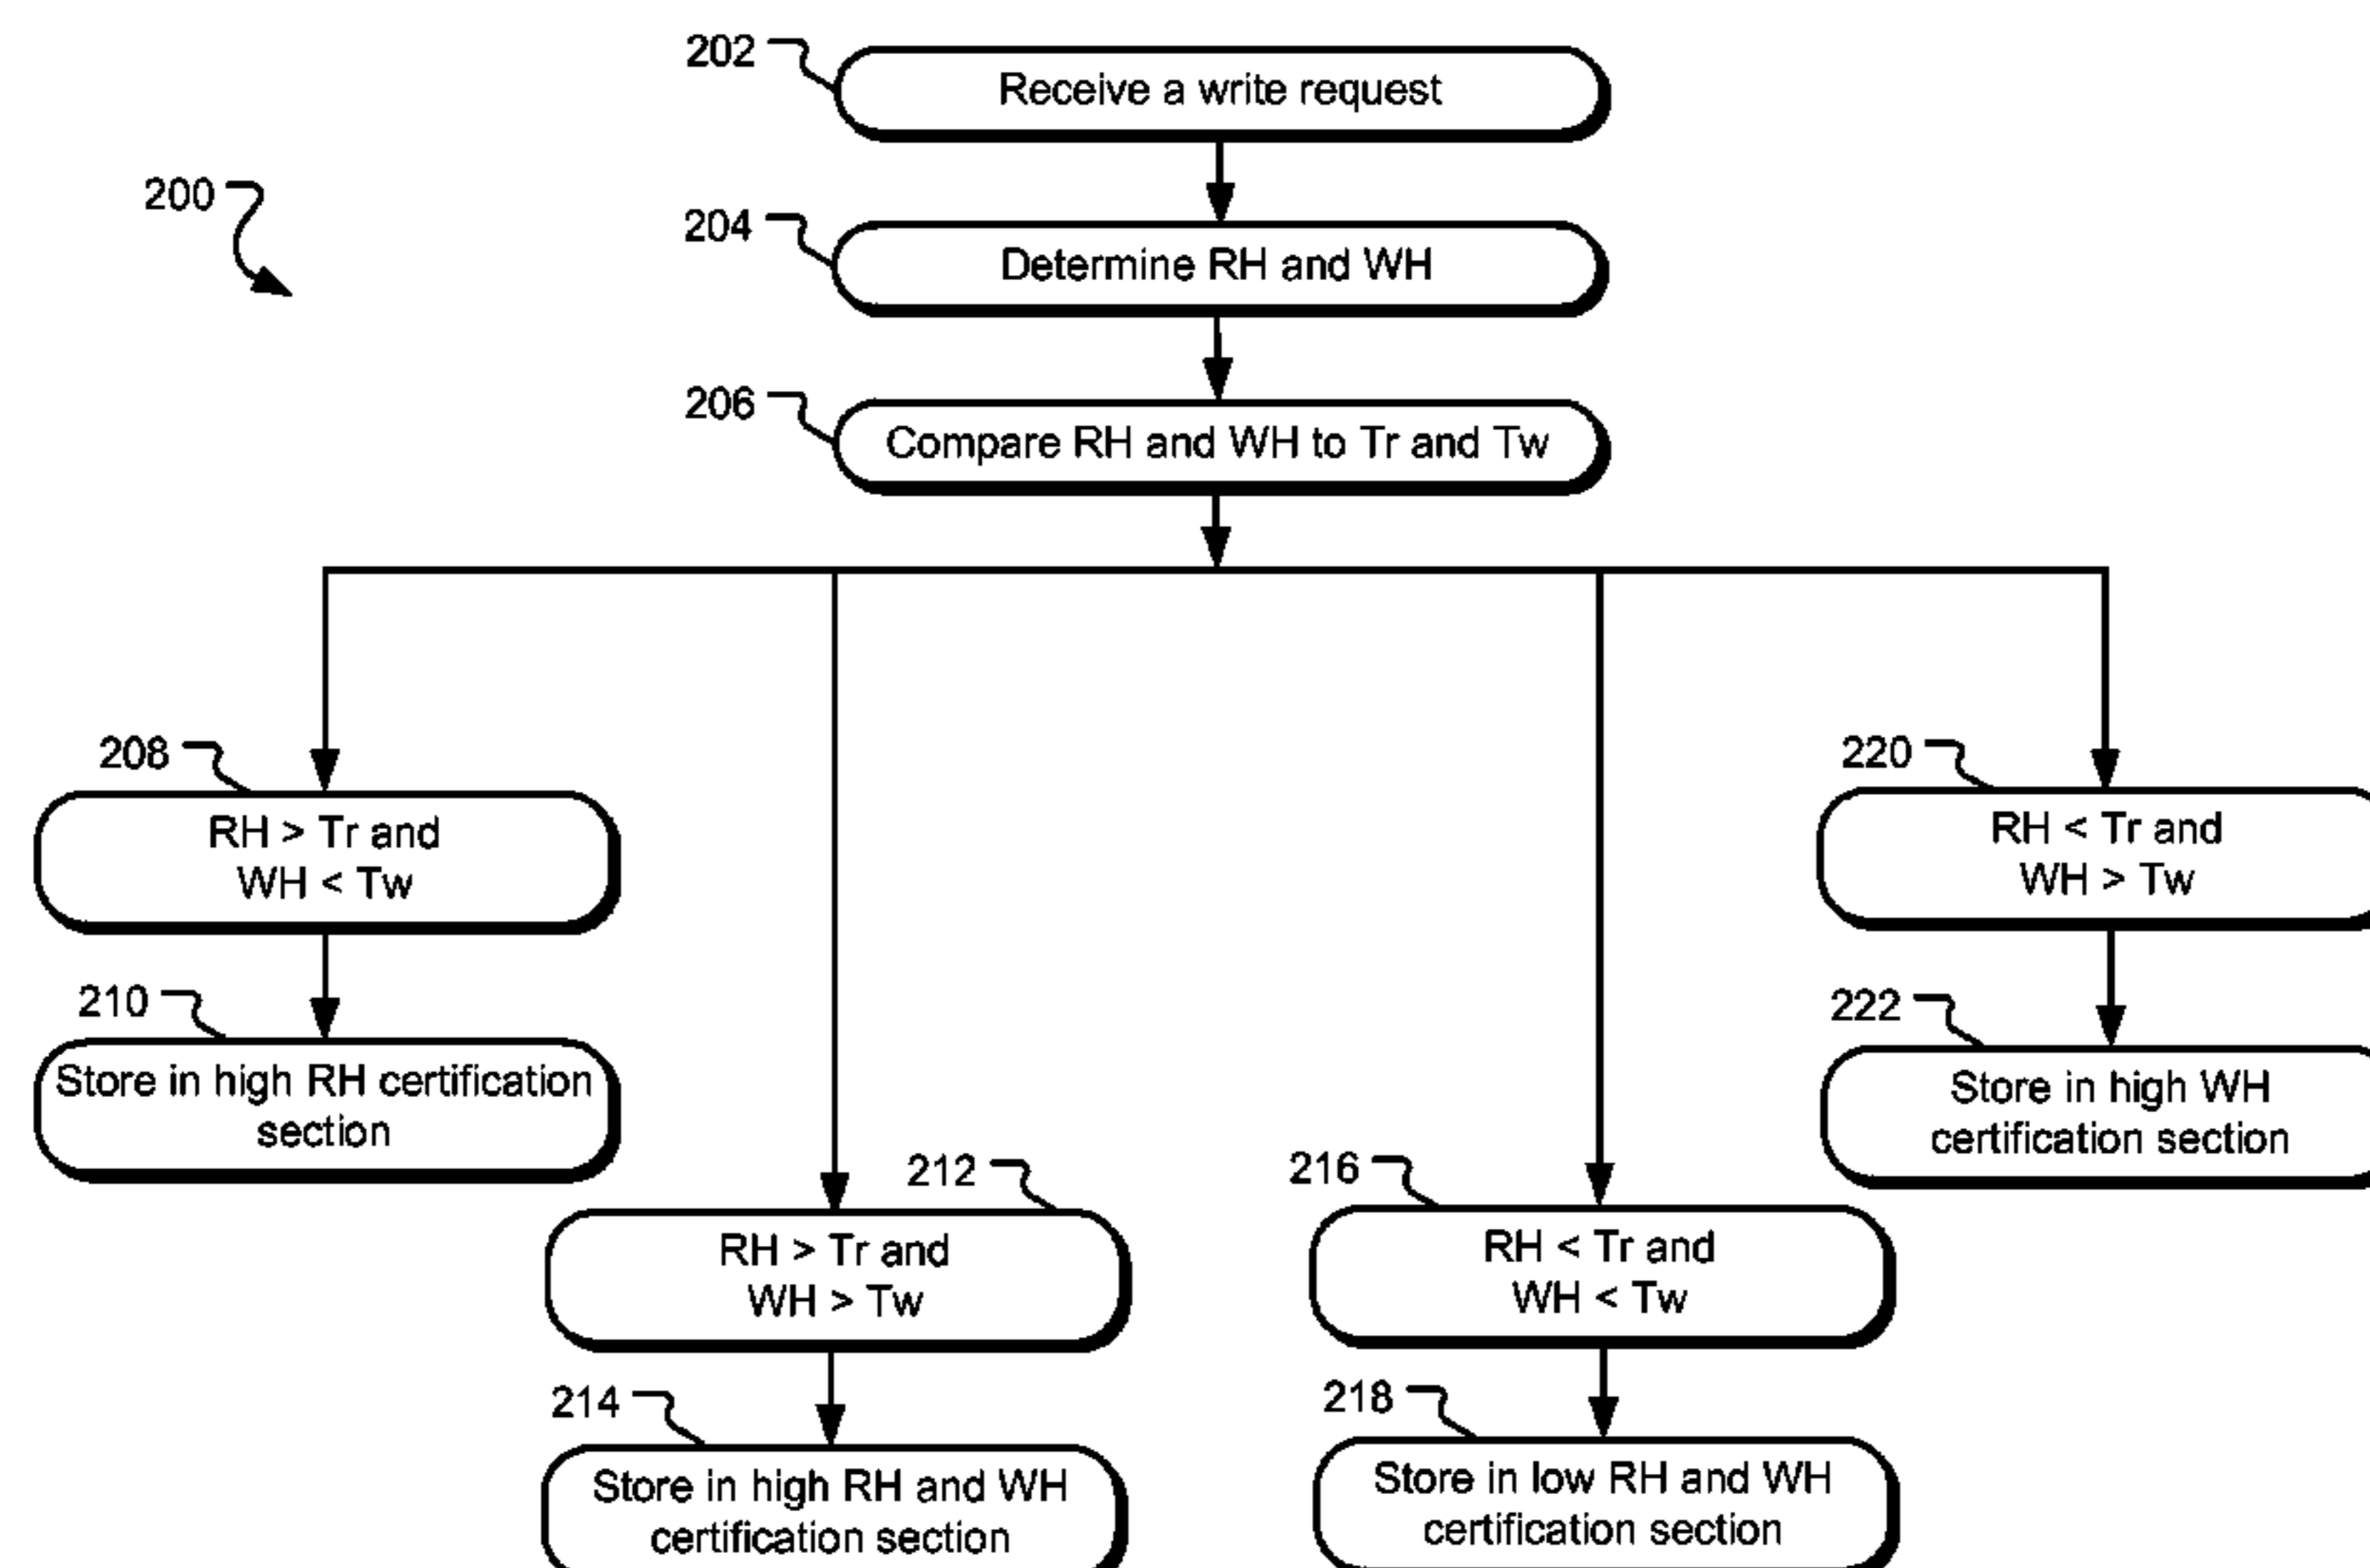 202
Receive a write request
200
204
Determine RH and WH
206
Compare RH and WH to Tr and Tw
208
RH > Tr and
WH < Tw
220
RH < Tr and
WH > Tw
210
Store in high RH certification
section
222
Store in high WH
certification section
212
RH > Tr and
WH > Tw
216
RH < Tr and
WH < Tw
214
Store in high RH and WH
certification section
218
Store in low RH and WH
certification section